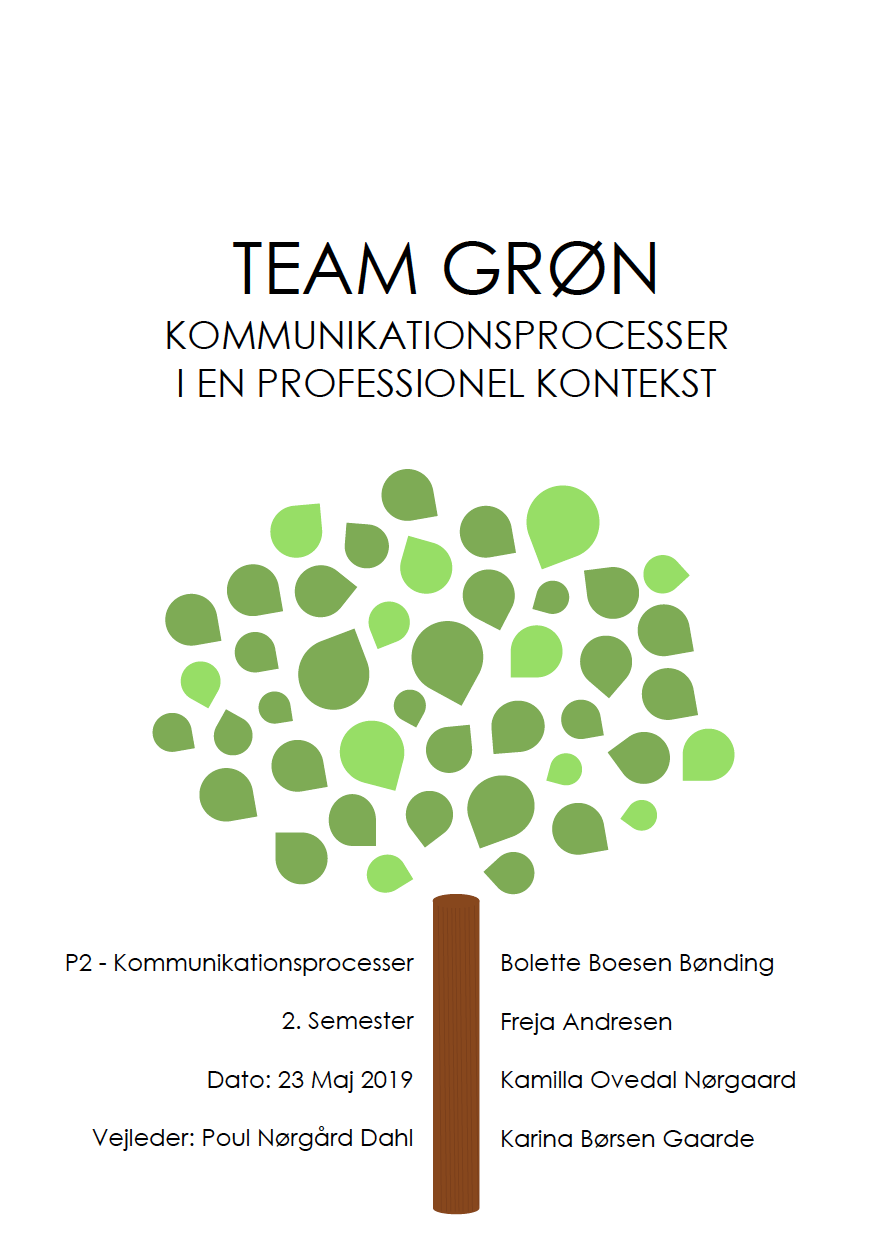 TEAM GRØN
KOMMUNIKATIONSPROCESSER
I EN PROFESSIONEL KONTEKST
P2 - Kommunikationsprocesser
2. Semester
Dato: 23 Maj 2019
Vejleder: Poul Nørgård Dahl
Bolette Boesen Bønding
Freja Andresen
Kamilla Ovedal Nørgaard
Karina Børsen Gaarde